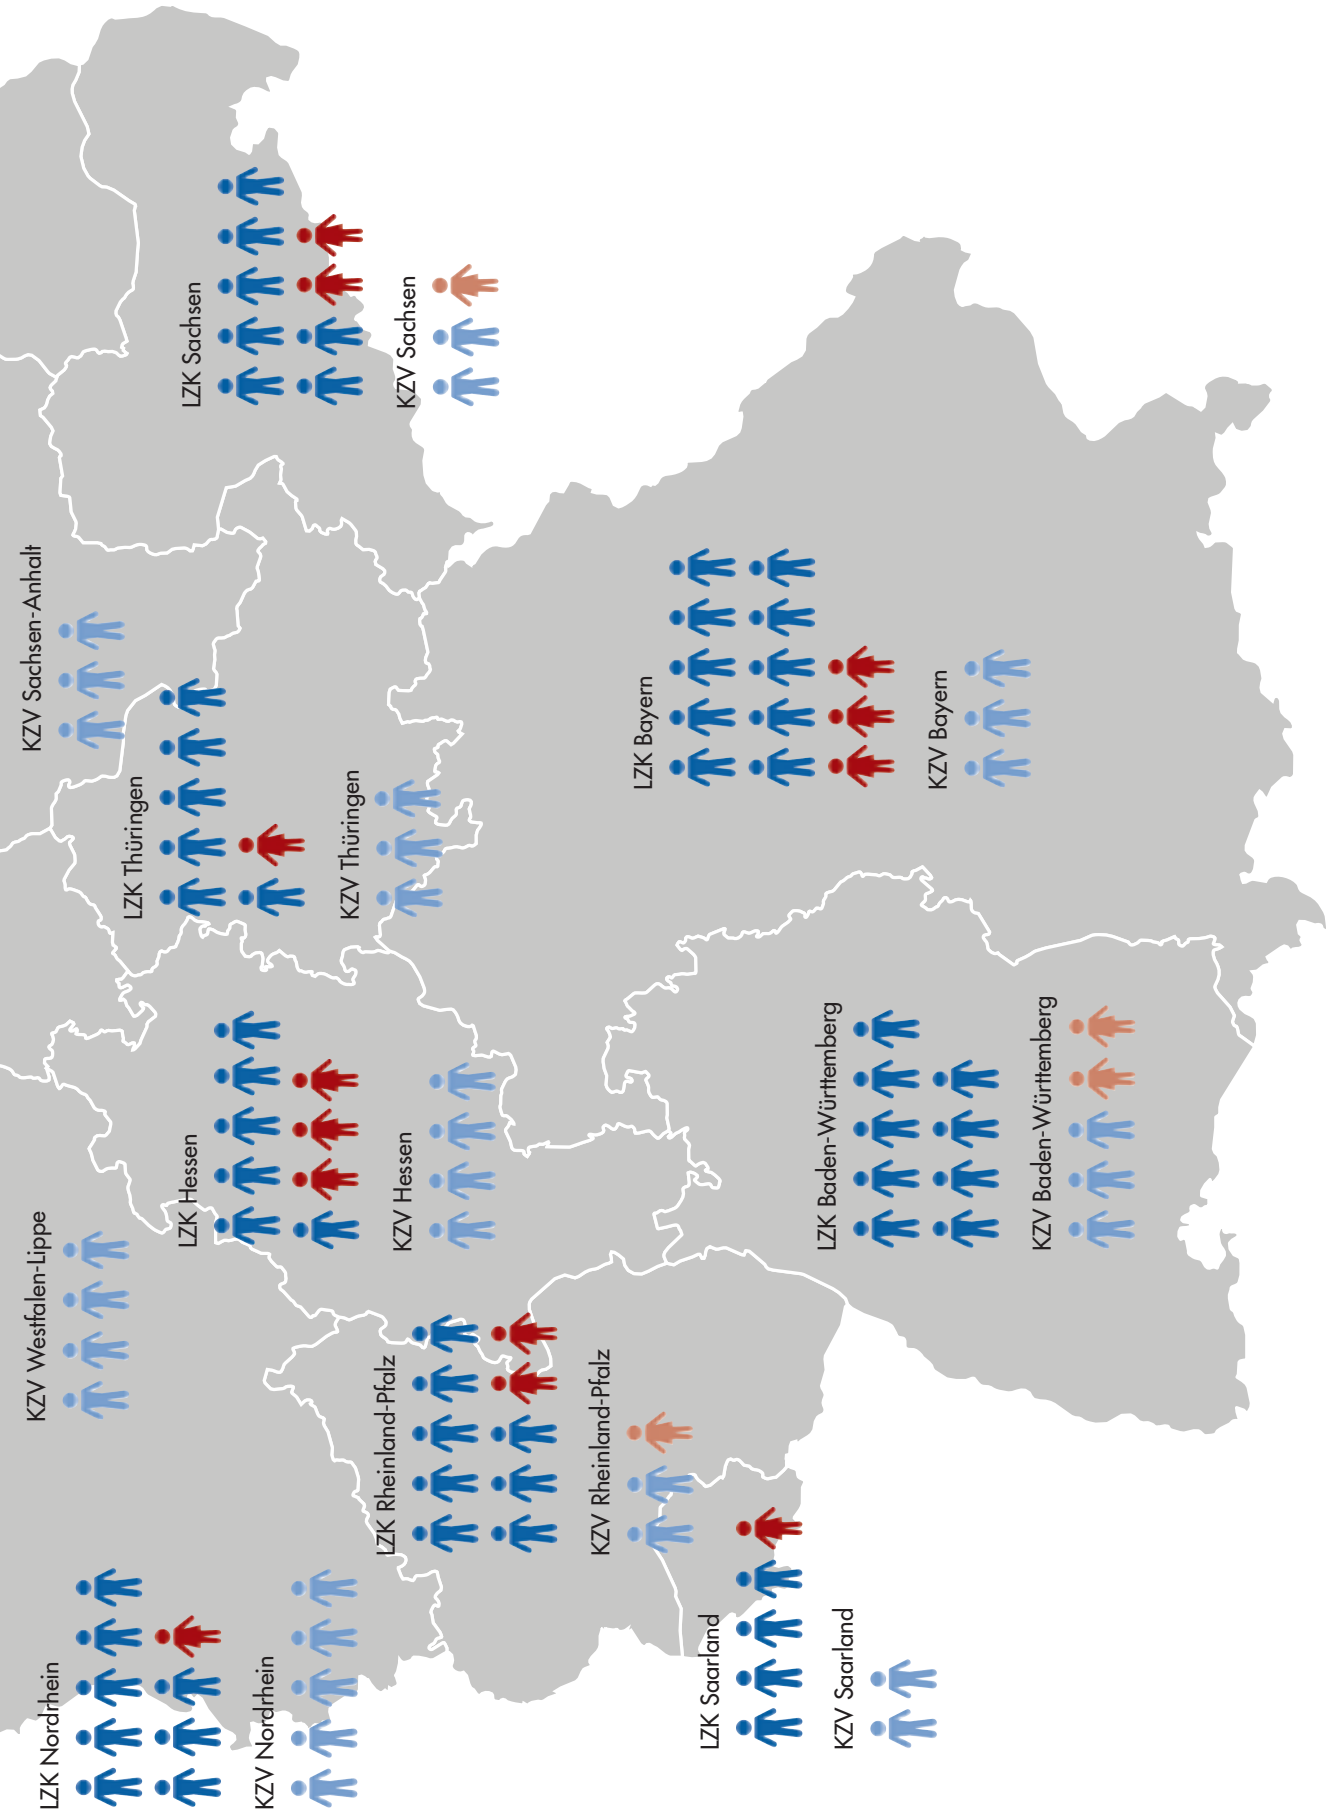 KZV Sachsen-Anhalt
KZV Westfalen-Lippe
LZK Nordrhein
LZK Thüringen
LZK Hessen
LZK Sachsen
KZV Nordrhein
KZV Thüringen
LZK Rheinland-Pfalz
KZV Hessen
KZV Sachsen
KZV Rheinland-Pfalz
LZK Bayern
LZK Saarland
LZK Baden-Württemberg
KZV Saarland
KZV Bayern
KZV Baden-Württemberg